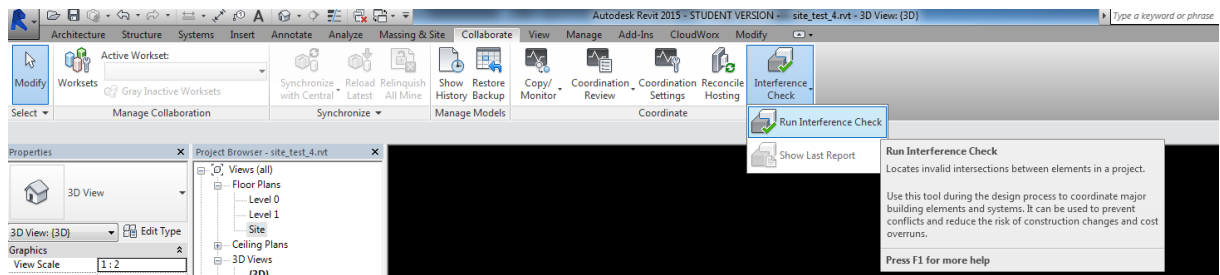 Autodesk Revit 2015 - STUDENT VERSION - site_test_4.rvt - 3D View: {3D}
Type a keyword or phrase
Architecture Structure Systems Insert Annotate Analyze Massing & Site Collaborate View Manage Add-Ins CloudWorx Modify
Modify
Worksets
Active Workset:
Gray Inactive Worksets
Synchronize with Central
Reload Latest
Relinquish All Mine
Show History
Restore Backup
Copy/ Monitor
Coordination Review
Coordination Settings
Reconcile Hosting
Interference Check
Select
Manage Collaboration
Synchronize
Manage Models
Coordinate
Run Interference Check
Show Last Report
Run Interference Check
Locates invalid intersections between elements in a project.
Use this tool during the design process to coordinate major
building elements and systems. It can be used to prevent
conflicts and reduce the risk of construction changes and cost
overruns.
Press F1 for more help
Properties
3D View
3D View: {3D}
Edit Type
Graphics
View Scale 1 : 2
Project Browser - site_test_4.rvt
Views (all)
Floor Plans
Level 0
Level 1
Site
Ceiling Plans
3D Views
{3D}